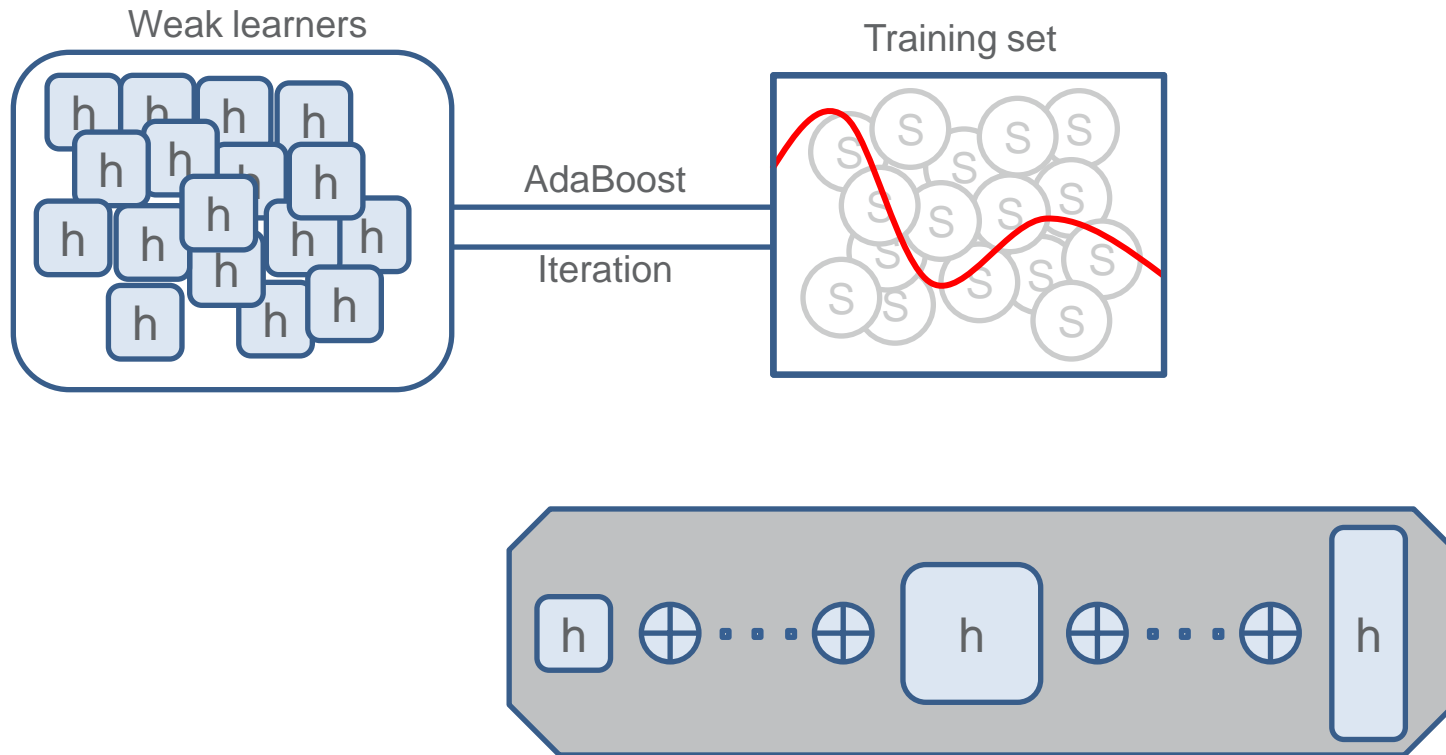 Weak learners
Training set
h h h h
h h h h
h h h h h
h
h h h
AdaBoost
Iteration
S S S S S
S S S S
S S S S
S S S
h h h